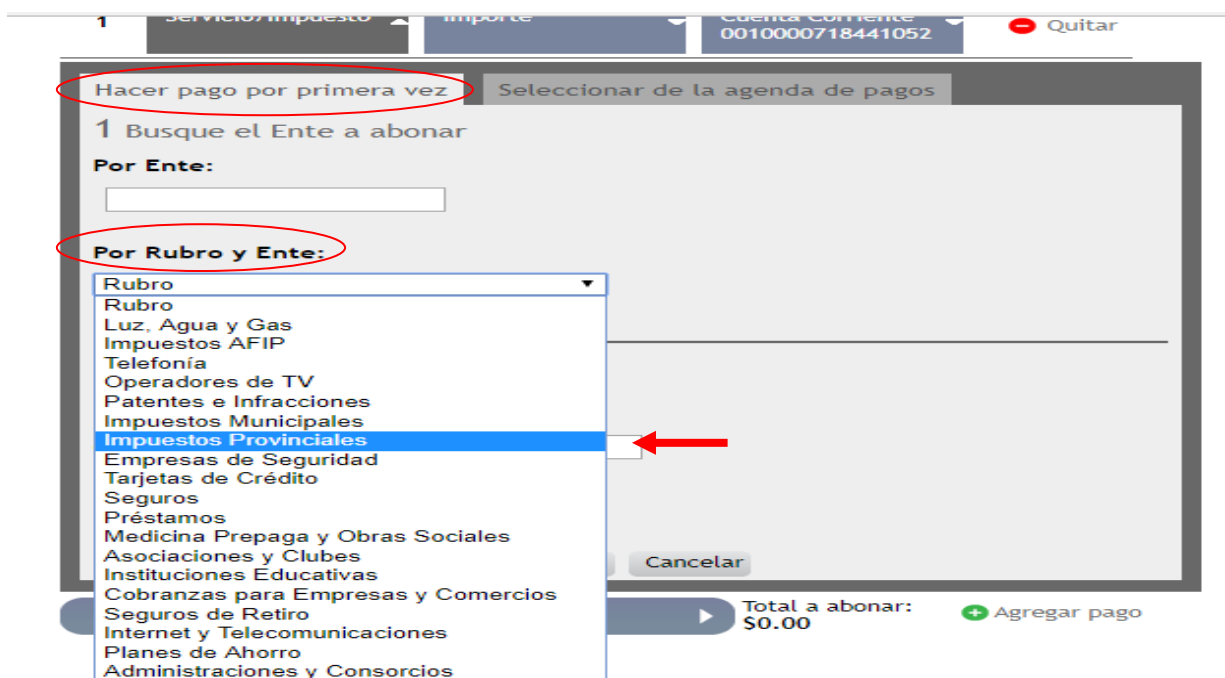 1
Servicio/Impuesto
Importe
Cuenta Corriente
0010000718441052
Quitar
Hacer pago por primera vez
Seleccionar de la agenda de pagos
1 Busque el Ente a abonar
Por Ente:
Por Rubro y Ente:
Rubro
Rubro
Luz, Agua y Gas
Impuestos AFIP
Telefonía
Operadores de TV
Patentes e Infracciones
Impuestos Municipales
Impuestos Provinciales
Empresas de Seguridad
Tarjetas de Crédito
Seguros
Préstamos
Medicina Prepaga y Obras Sociales
Asociaciones y Clubes
Instituciones Educativas
Cobranzas para Empresas y Comercios
Seguros de Retiro
Internet y Telecomunicaciones
Planes de Ahorro
Administraciones y Consorcios
Cancelar
Total a abonar:
$0.00
Agregar pago